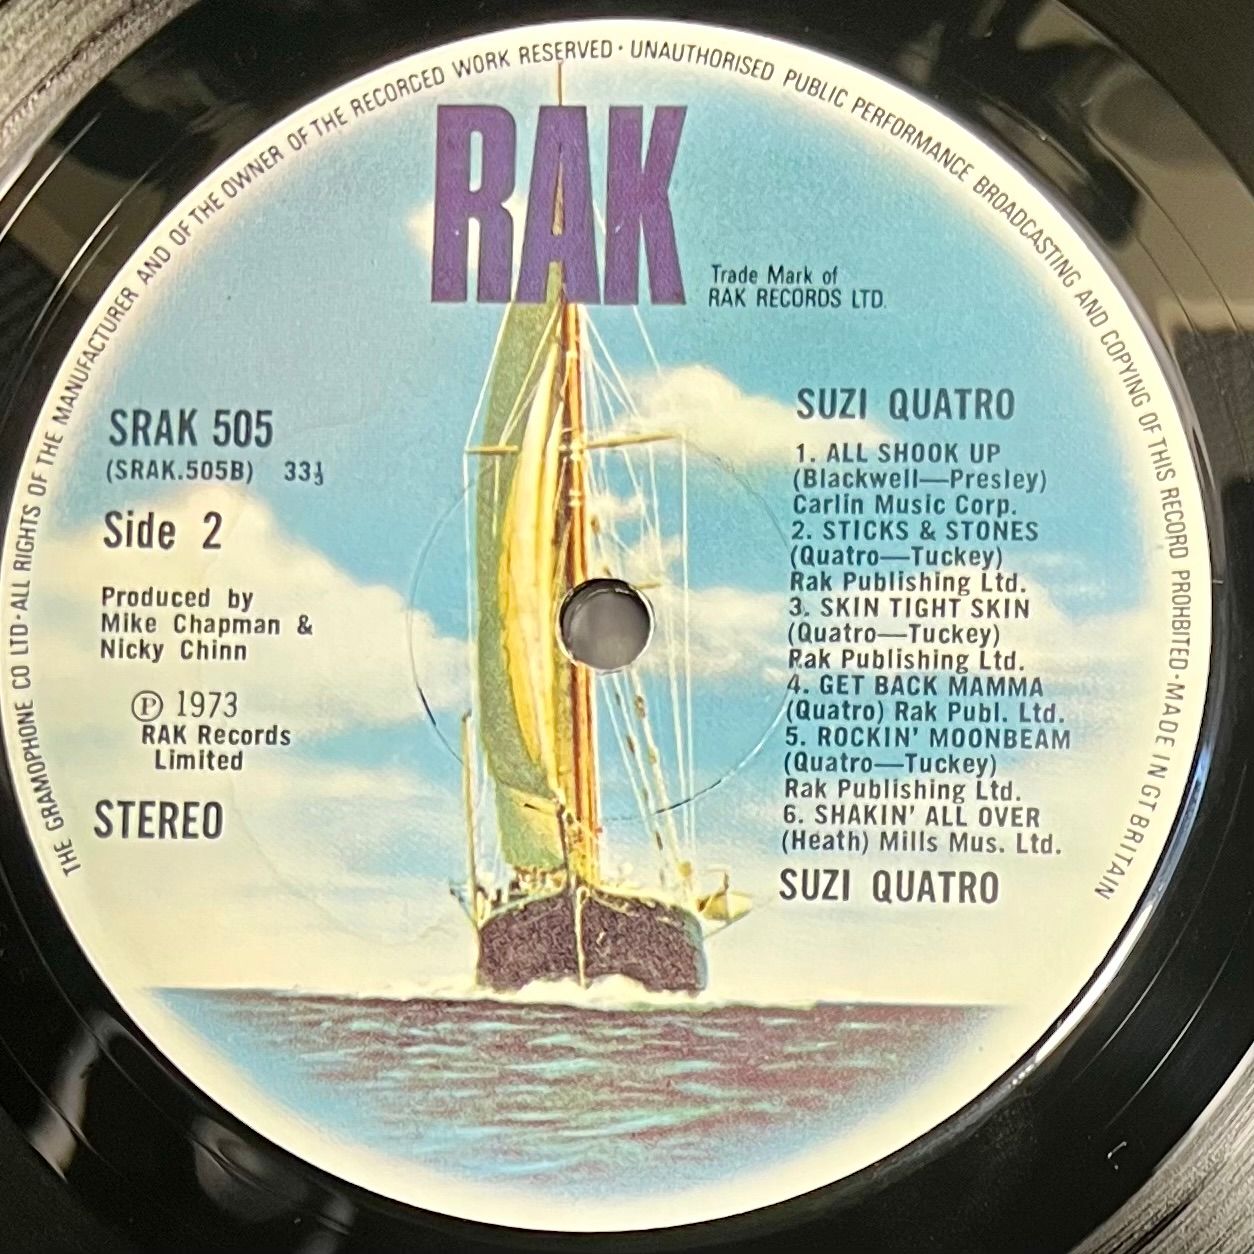 THE GRAMOPHONE CO LTD · ALL RIGHTS OF THE MANUFACTURER AND OF THE OWNER OF THE RECORDED WORK RESERVED · UNAUTHORISED PUBLIC PERFORMANCE BROADCASTING AND COPYING OF THIS RECORD PROHIBITED · MADE IN GT BRITAIN
RAK
Trade Mark of
RAK RECORDS LTD.
SRAK 505
(SRAK.505B) 33⅓
Side 2
Produced by
Mike Chapman &
Nicky Chinn
℗ 1973
RAK Records
Limited
STEREO
SUZI QUATRO
1. ALL SHOOK UP
(Blackwell—Presley)
Carlin Music Corp.
2. STICKS & STONES
(Quatro—Tuckey)
Rak Publishing Ltd.
3. SKIN TIGHT SKIN
(Quatro—Tuckey)
Rak Publishing Ltd.
4. GET BACK MAMMA
(Quatro) Rak Publ. Ltd.
5. ROCKIN' MOONBEAM
(Quatro—Tuckey)
Rak Publishing Ltd.
6. SHAKIN' ALL OVER
(Heath) Mills Mus. Ltd.
SUZI QUATRO